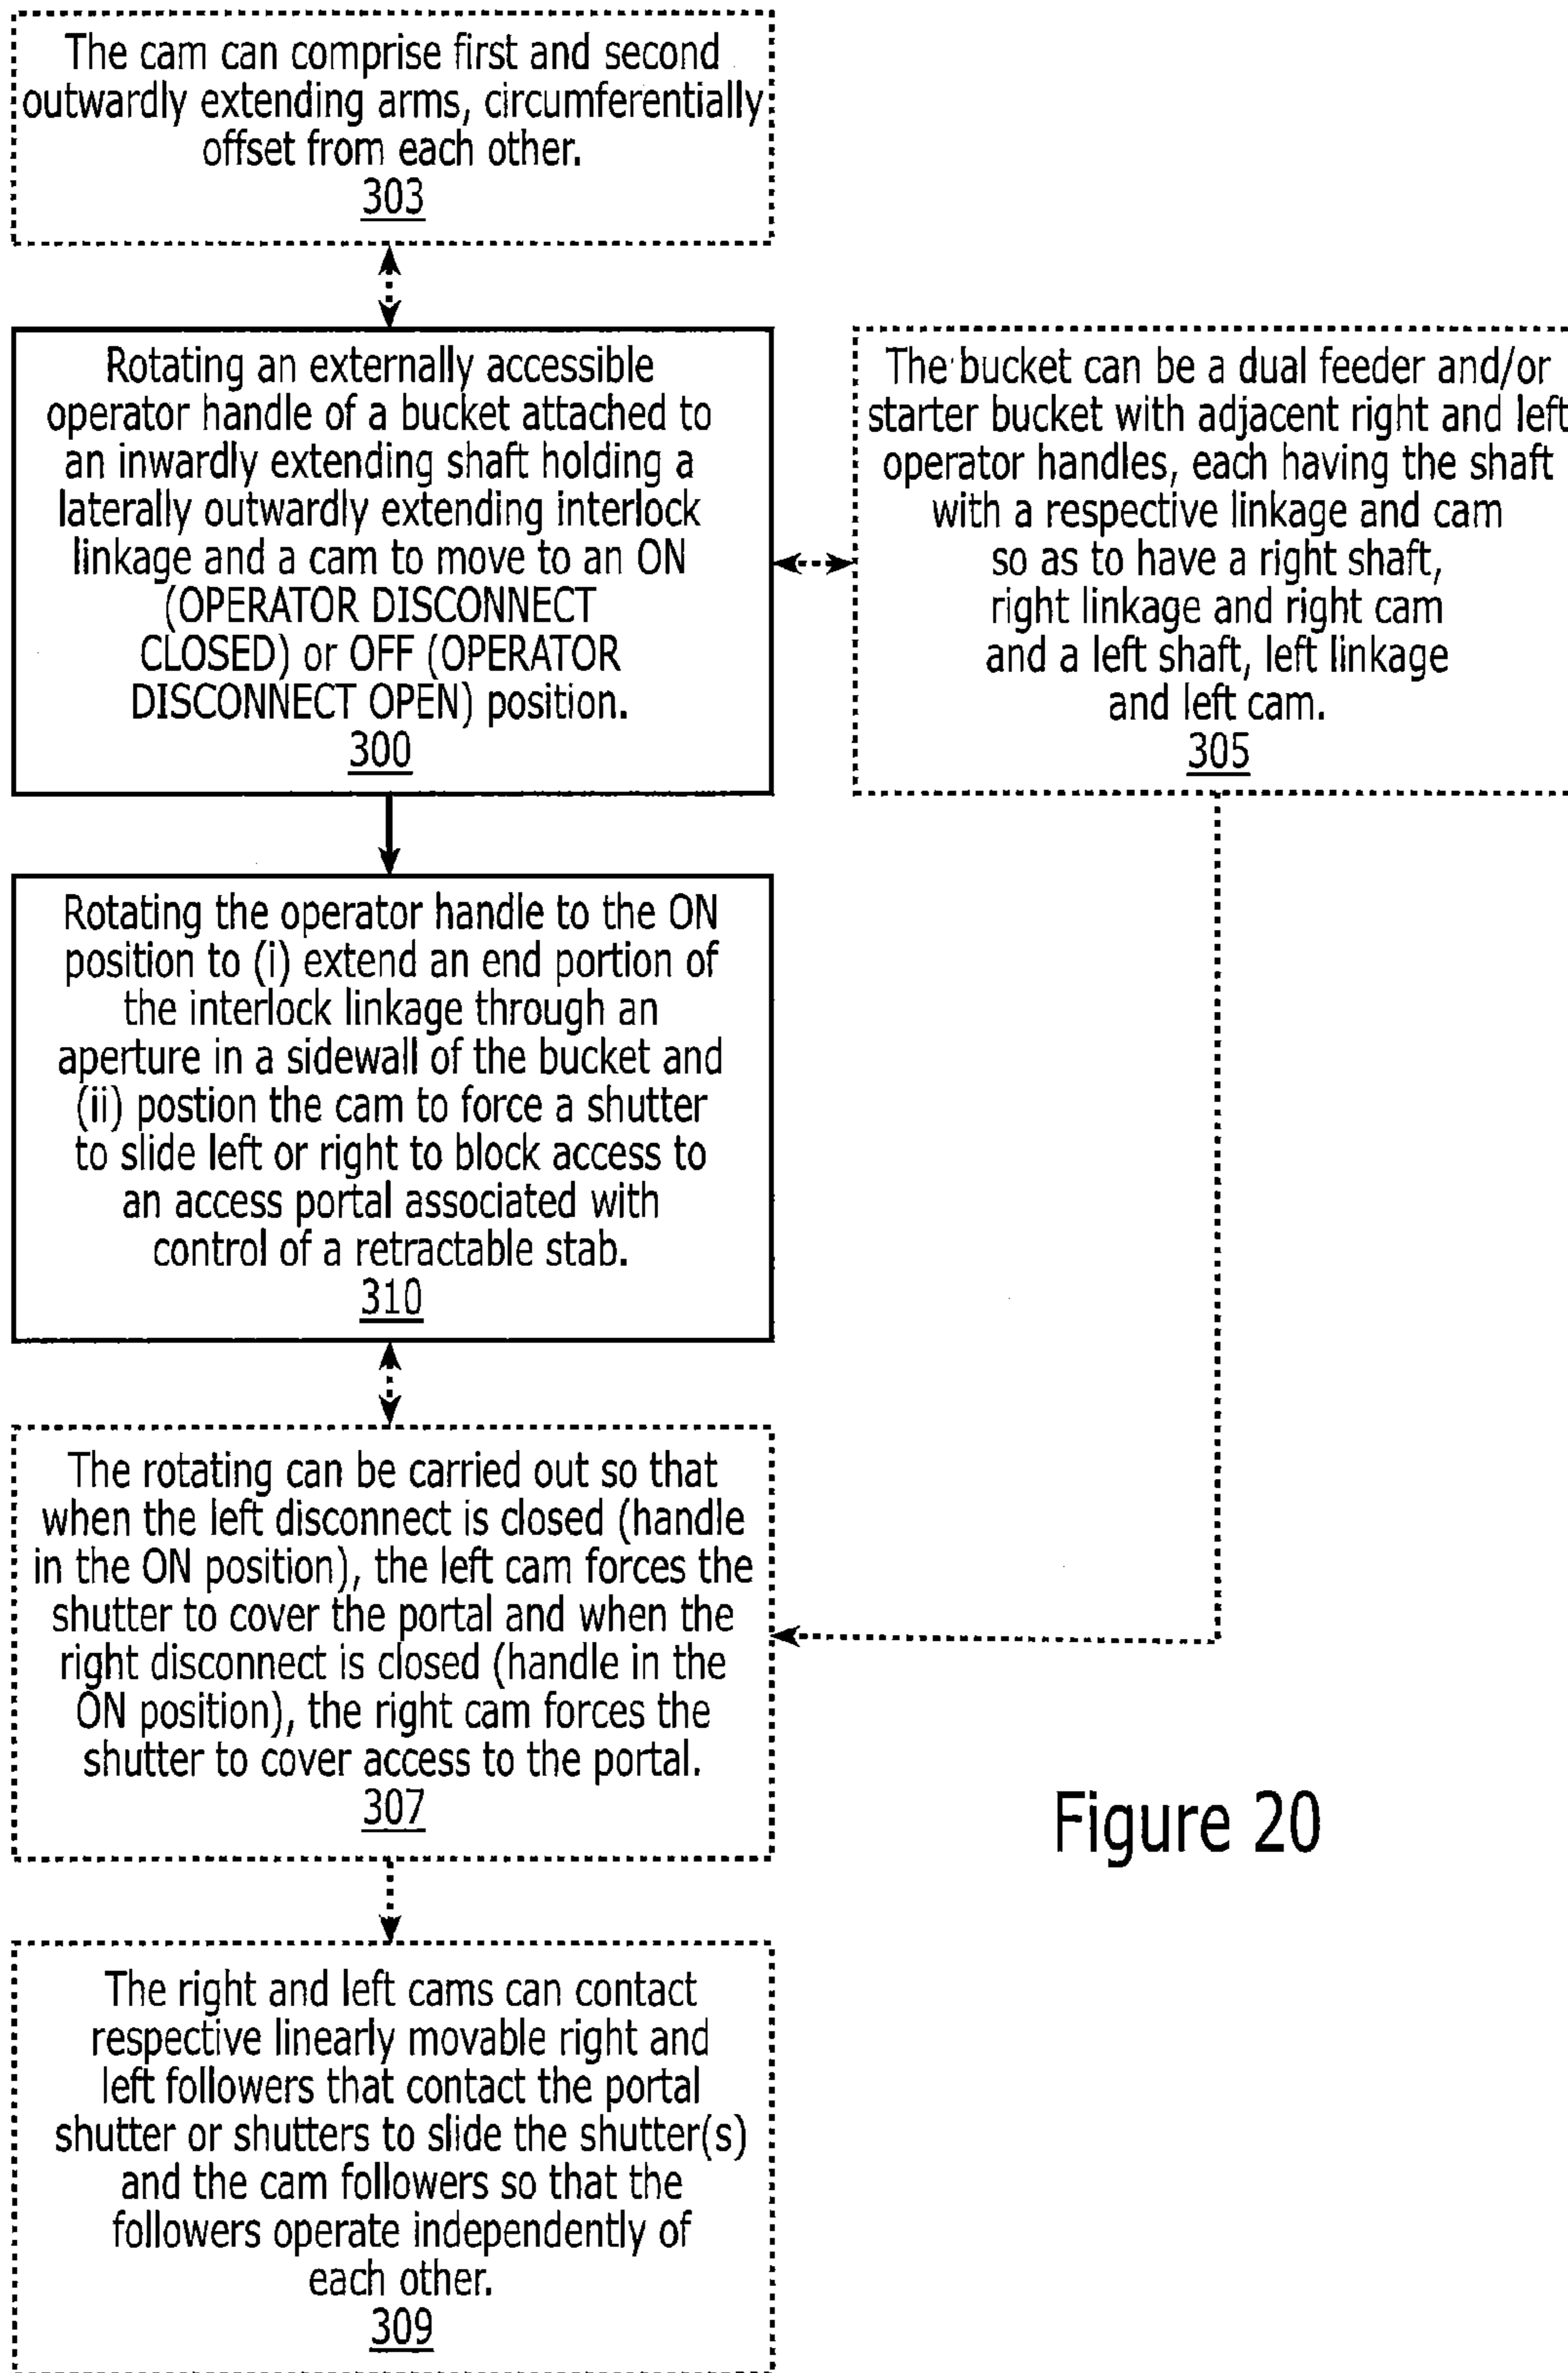 The cam can comprise first and second
outwardly extending arms, circumferentially
offset from each other.
303
Rotating an externally accessible
operator handle of a bucket attached to
an inwardly extending shaft holding a
laterally outwardly extending interlock
linkage and a cam to move to an ON
(OPERATOR DISCONNECT
CLOSED) or OFF (OPERATOR
DISCONNECT OPEN) position.
300
The bucket can be a dual feeder and/or
starter bucket with adjacent right and left
operator handles, each having the shaft
with a respective linkage and cam
so as to have a right shaft,
right linkage and right cam
and a left shaft, left linkage
and left cam.
305
Rotating the operator handle to the ON
position to (i) extend an end portion of
the interlock linkage through an
aperture in a sidewall of the bucket and
(ii) postion the cam to force a shutter
to slide left or right to block access to
an access portal associated with
control of a retractable stab.
310
The rotating can be carried out so that
when the left disconnect is closed (handle
in the ON position), the left cam forces the
shutter to cover the portal and when the
right disconnect is closed (handle in the
ON position), the right cam forces the
shutter to cover access to the portal.
307
The right and left cams can contact
respective linearly movable right and
left followers that contact the portal
shutter or shutters to slide the shutter(s)
and the cam followers so that the
followers operate independently of
each other.
309
Figure 20